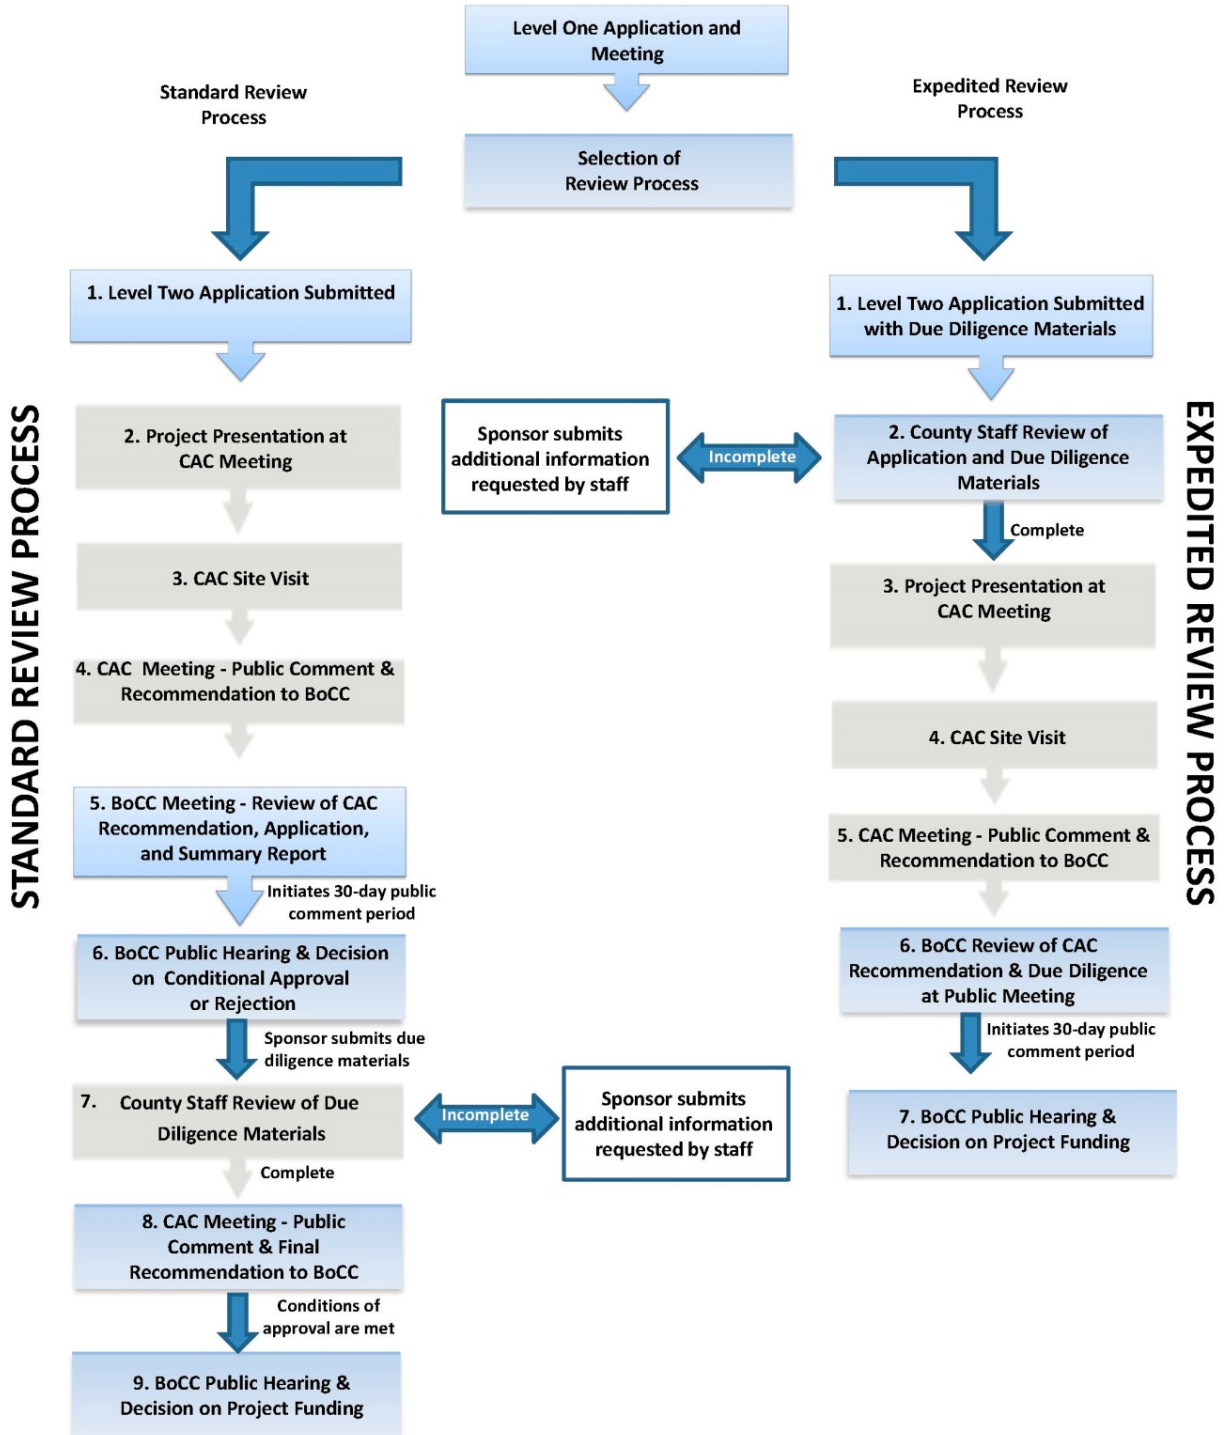 Level One Application and
Meeting
Standard Review
Process
Expedited Review
Process
Selection of
Review Process
STANDARD REVIEW PROCESS
1. Level Two Application Submitted
2. Project Presentation at
CAC Meeting
3. CAC Site Visit
4. CAC Meeting - Public Comment &
Recommendation to BoCC
5. BoCC Meeting - Review of CAC
Recommendation, Application,
and Summary Report
Initiates 30-day public
comment period
6. BoCC Public Hearing & Decision
on Conditional Approval
or Rejection
Sponsor submits due
diligence materials
7. County Staff Review of Due
Diligence Materials
Incomplete
Sponsor submits
additional information
requested by staff
Complete
8. CAC Meeting - Public
Comment & Final
Recommendation to BoCC
Conditions of
approval are met
9. BoCC Public Hearing &
Decision on Project Funding
EXPEDITED REVIEW PROCESS
1. Level Two Application Submitted
with Due Diligence Materials
2. County Staff Review of
Application and Due Diligence
Materials
Incomplete
Sponsor submits
additional information
requested by staff
Complete
3. Project Presentation at
CAC Meeting
4. CAC Site Visit
5. CAC Meeting - Public Comment &
Recommendation to BoCC
6. BoCC Review of CAC
Recommendation & Due Diligence
at Public Meeting
Initiates 30-day public
comment period
7. BoCC Public Hearing &
Decision on Project Funding